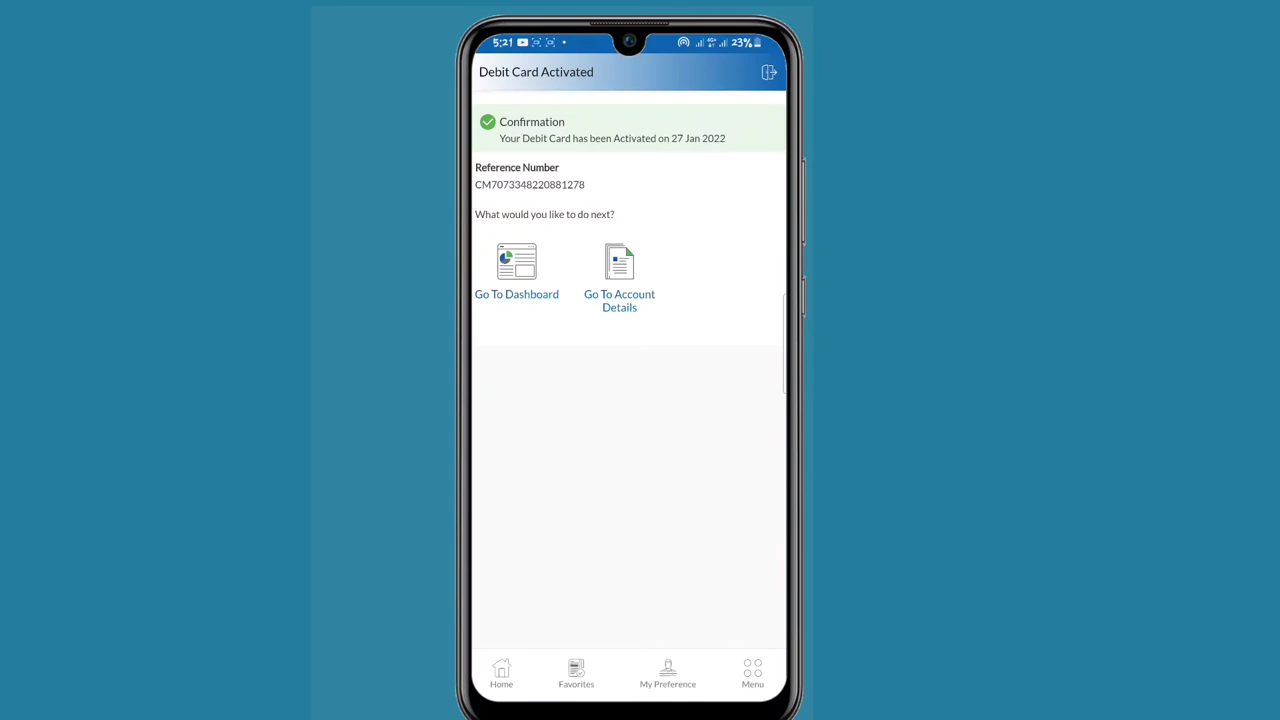 5:21
4G+
23%
Debit Card Activated
Confirmation
Your Debit Card has been Activated on 27 Jan 2022
Reference Number
CM7073348220881278
What would you like to do next?
Go To Dashboard
Go To Account
Details
Home
Favorites
My Preference
Menu